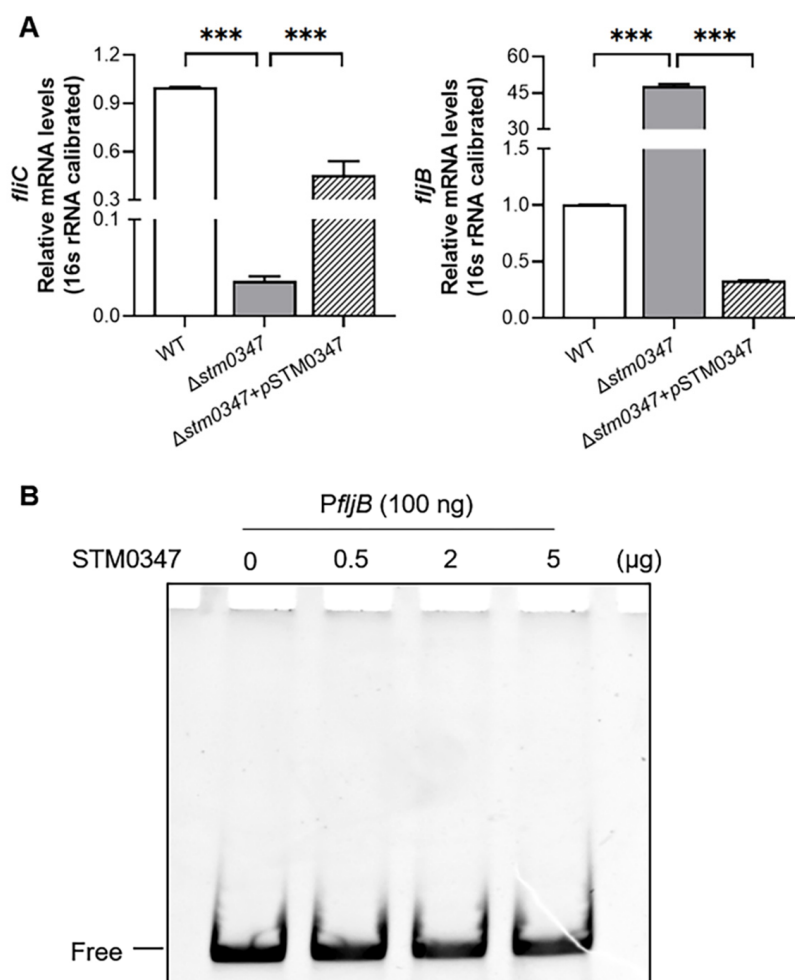 A
fliC
Relative mRNA levels
(16s rRNA calibrated)
1.2
0.9
0.6
0.3
0.1
0.0
***
***
WT
Δstm0347
Δstm0347+pSTM0347
fljB
Relative mRNA levels
(16s rRNA calibrated)
60
45
30
1.5
1.0
0.5
0.0
***
***
WT
Δstm0347
Δstm0347+pSTM0347
B
PfljB (100 ng)
STM0347 0 0.5 2 5 (μg)
Free